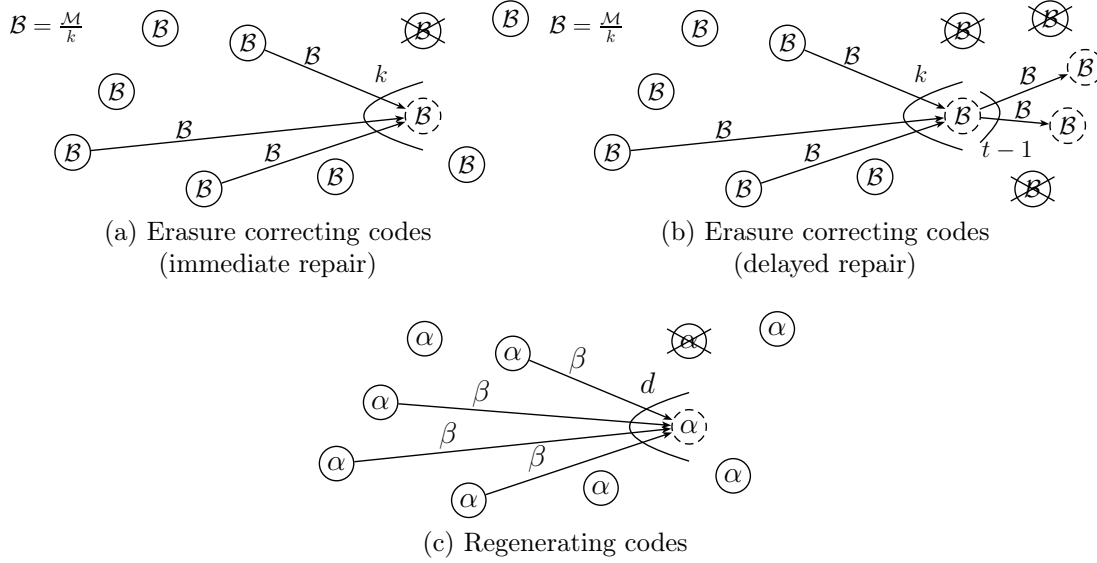 𝓑 = 𝓜/k
𝓑
𝓑
𝓑
𝓑
𝓑
k
𝓑
𝓑
𝓑
𝓑
𝓑
𝓑
𝓑
𝓑
(a) Erasure correcting codes
(immediate repair)
𝓑 = 𝓜/k
𝓑
𝓑
𝓑
𝓑
𝓑
k
𝓑
𝓑
𝓑
𝓑
𝓑
𝓑
𝓑
𝓑
𝓑
t − 1
𝓑
𝓑
𝓑
(b) Erasure correcting codes
(delayed repair)
α
α
α
α
β
d
α
β
α
β
α
β
α
α
α
(c) Regenerating codes